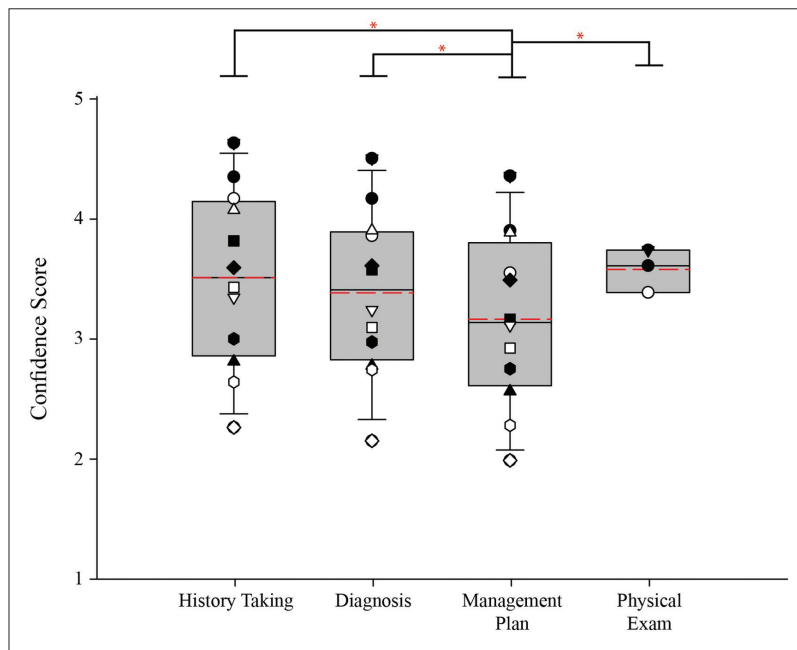 * 
* *
5
4
3
2
1
Confidence Score
History Taking
Diagnosis
Management
Plan
Physical
Exam